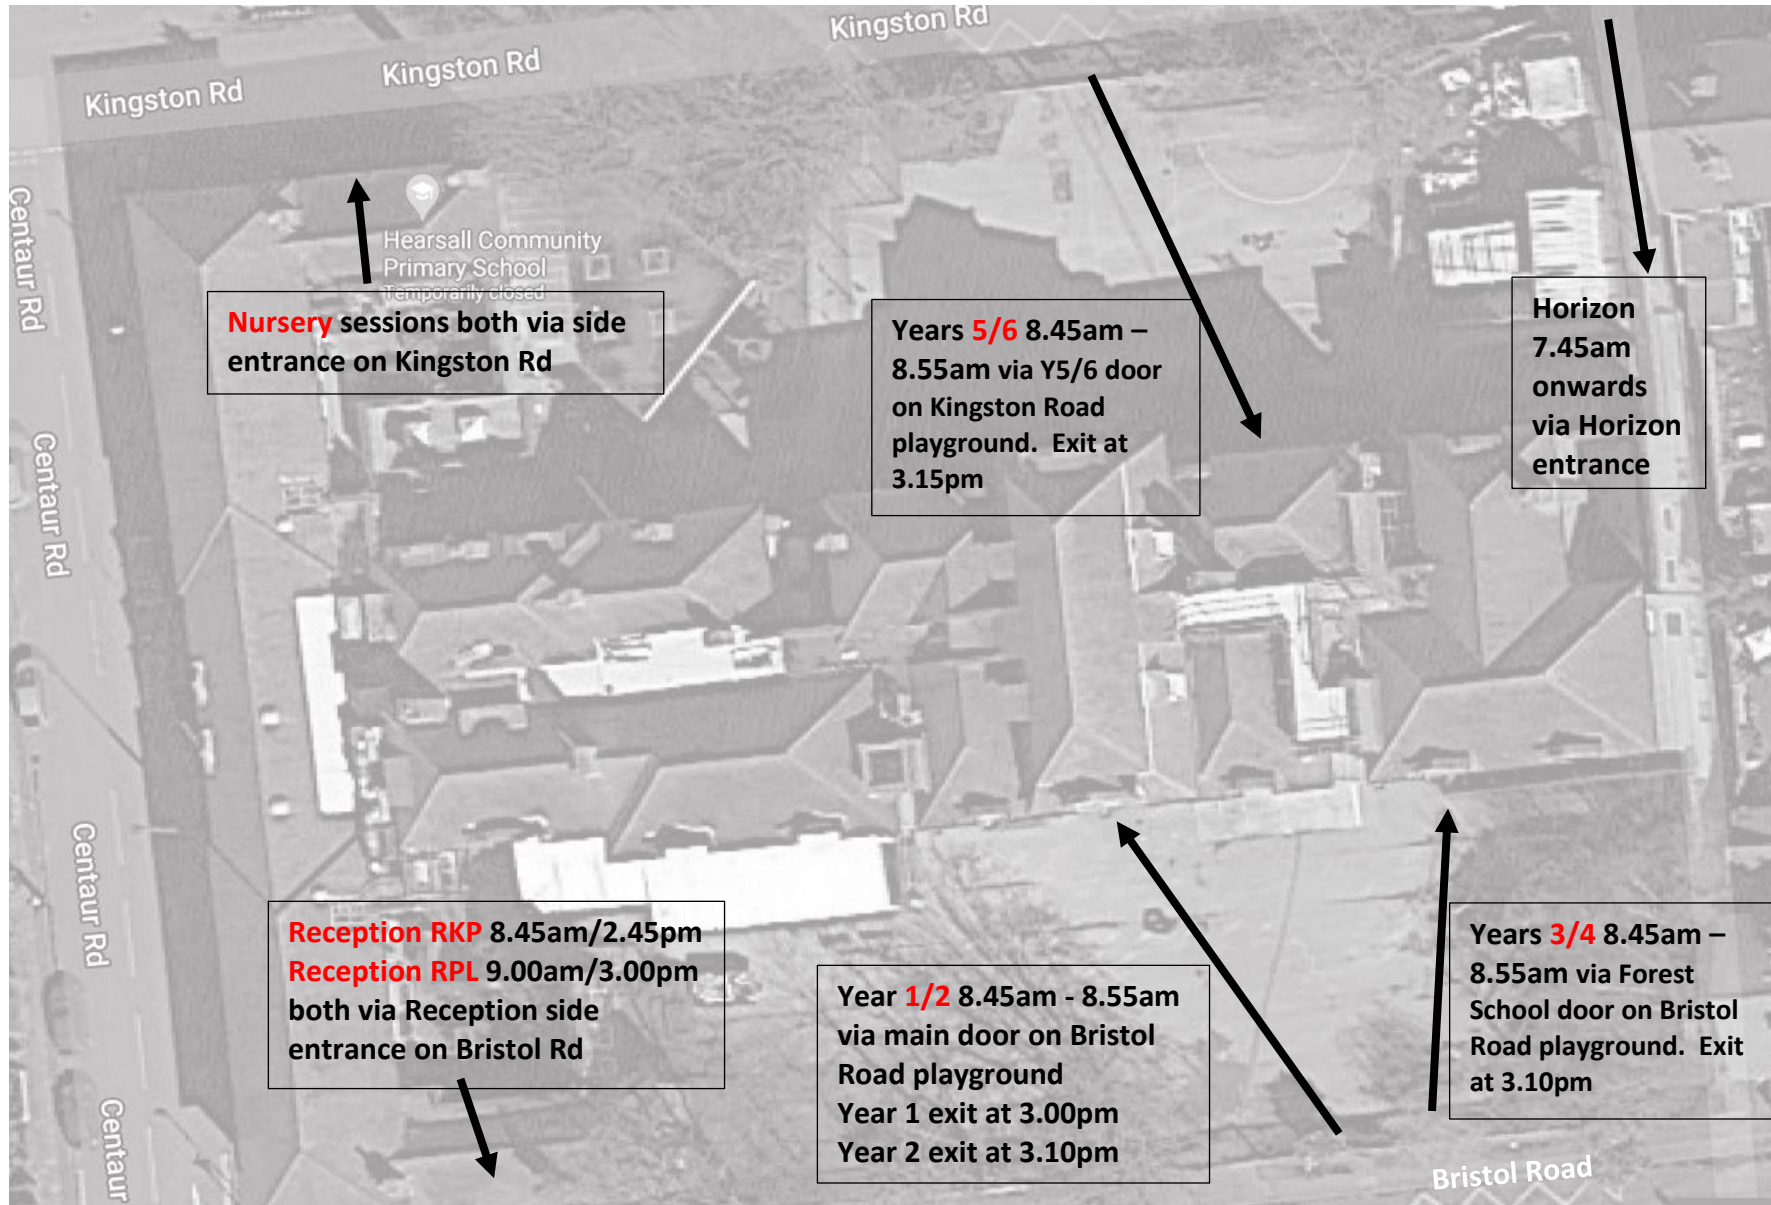 Kingston Rd
Kingston Rd
Kingston Rd
Centaur Rd
Centaur Rd
Centaur Rd
Centaur
Hearsall Community
Primary School
Temporarily closed
Nursery sessions both via side
entrance on Kingston Rd
Years 5/6 8.45am –
8.55am via Y5/6 door
on Kingston Road
playground. Exit at
3.15pm
Horizon
7.45am
onwards
via Horizon
entrance
Reception RKP 8.45am/2.45pm
Reception RPL 9.00am/3.00pm
both via Reception side
entrance on Bristol Rd
Year 1/2 8.45am - 8.55am
via main door on Bristol
Road playground
Year 1 exit at 3.00pm
Year 2 exit at 3.10pm
Years 3/4 8.45am –
8.55am via Forest
School door on Bristol
Road playground. Exit
at 3.10pm
Bristol Road